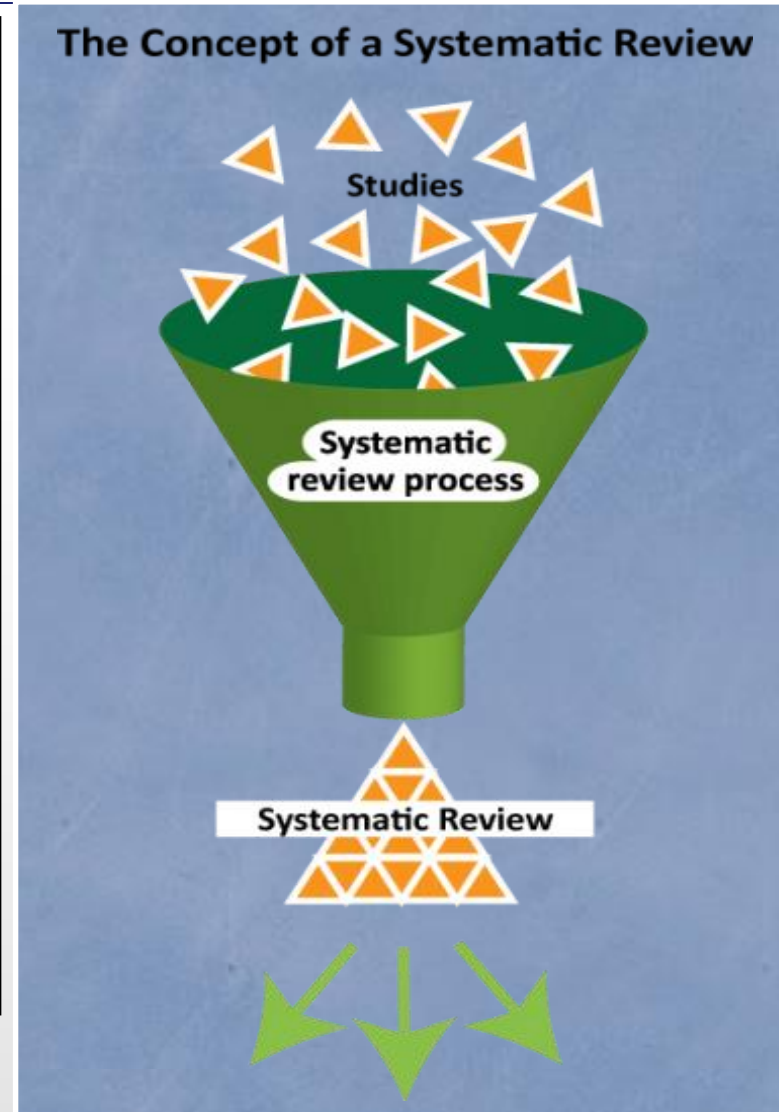 The Concept of a Systematic Review
Studies
Systematic
review process
Systematic Review